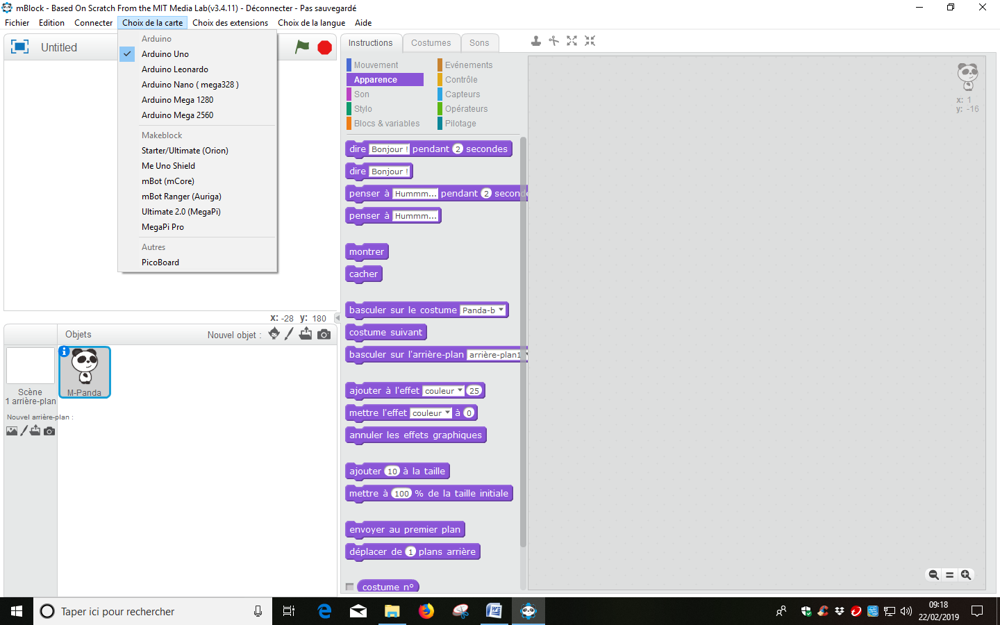 mBlock - Based On Scratch From the MIT Media Lab(v3.4.11) - Déconnecter - Pas sauvegardé
Fichier Edition Connecter Choix de la carte Choix des extensions Choix de la langue Aide
Untitled
Arduino
Arduino Uno
Arduino Leonardo
Arduino Nano ( mega328 )
Arduino Mega 1280
Arduino Mega 2560
Makeblock
Starter/Ultimate (Orion)
Me Uno Shield
mBot (mCore)
mBot Ranger (Auriga)
Ultimate 2.0 (MegaPi)
MegaPi Pro
Autres
PicoBoard
x: -28 y: 180
Objets Nouvel objet :
Scène
1 arrière-plan
Nouvel arrière-plan :
M-Panda
Instructions Costumes Sons
Mouvement Evénements
Apparence Contrôle
Son Capteurs
Stylo Opérateurs
Blocs & variables Pilotage
dire Bonjour ! pendant 2 secondes
dire Bonjour !
penser à Hummm... pendant 2 seconde
penser à Hummm...
montrer
cacher
basculer sur le costume Panda-b
costume suivant
basculer sur l'arrière-plan arrière-plan1
ajouter à l'effet couleur 25
mettre l'effet couleur à 0
annuler les effets graphiques
ajouter 10 à la taille
mettre à 100 % de la taille initiale
envoyer au premier plan
déplacer de 1 plans arrière
costume n°
x: 1
y: -16
Taper ici pour rechercher
09:18
22/02/2019